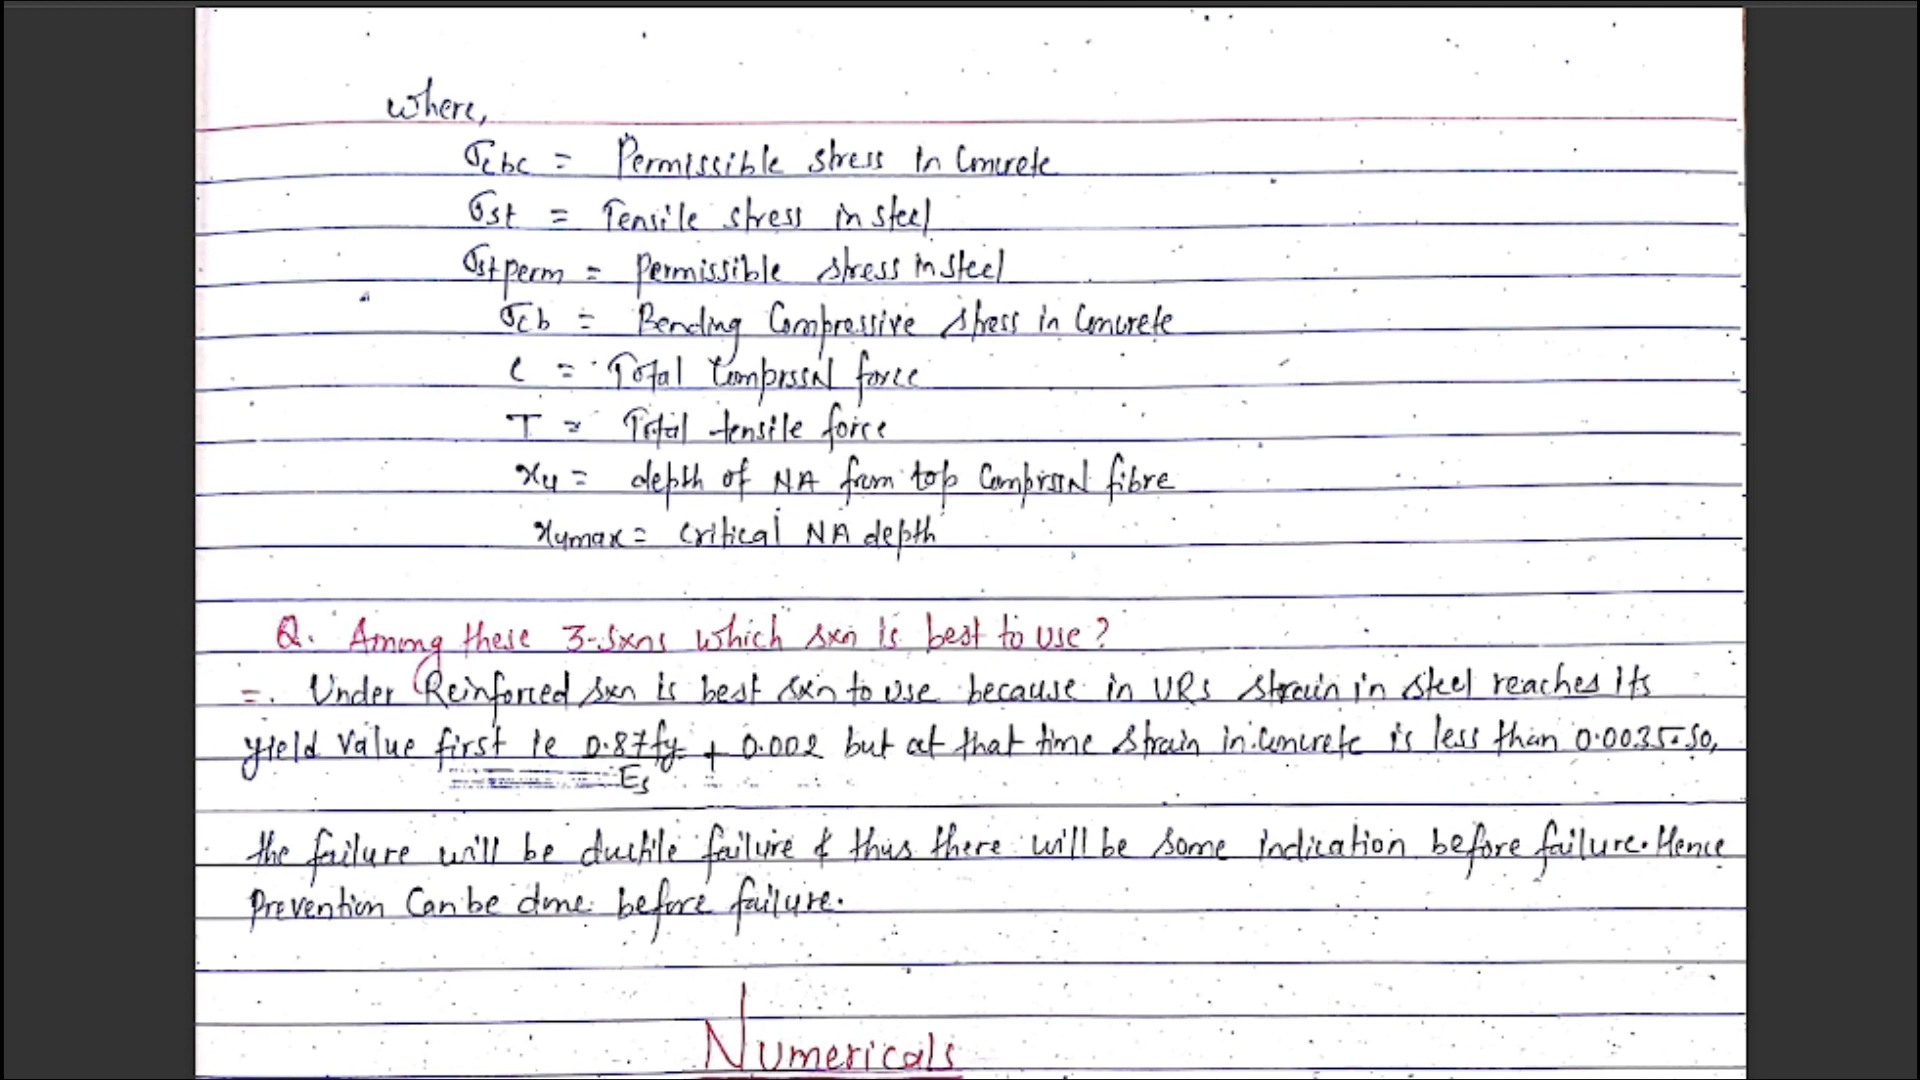 where,
σcbc = Permissible stress in Concrete
σst = Tensile stress in steel
σstperm = Permissible stress in steel
σcb = Bending Compressive stress in Concrete
C = Total CompressN force
T = Total tensile force
xu = depth of NA from top CompressN fibre
xumax = Critical NA depth
Q. Among these 3-sxns which sxn is best to use?
=. Under Reinforced sxn is best sxn to use because in URs strain in steel reaches its
yield value first ie 0.87fy/Es + 0.002 but at that time strain in concrete is less than 0.0035. So,
the failure will be ductile failure & thus there will be some indication before failure. Hence
Prevention Can be done before failure.
Numericals